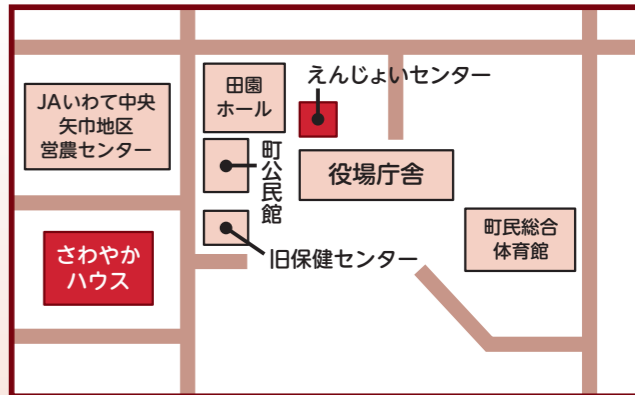 えんじょいセンター
田園
ホール
JAいわて中央
矢巾地区
営農センター
町公民館
役場庁舎
町民総合
体育館
さわやか
ハウス
旧保健センター